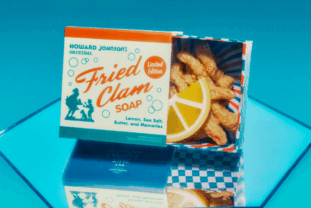 HOWARD JOHNSON'S
ORIGINAL
Fried
Clam
SOAP
Limited
Edition
Lemon, Sea Salt,
Butter, and Memories